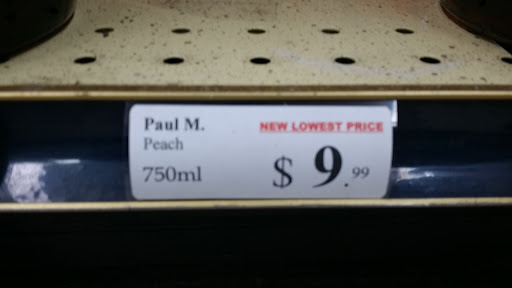 Paul M.
NEW LOWEST PRICE
Peach
750ml
$ 9.99